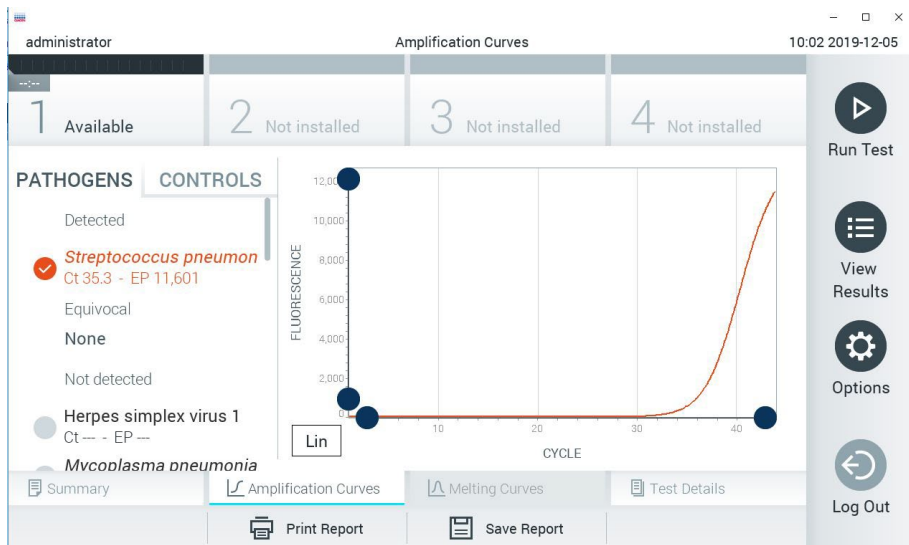 administrator
Amplification Curves
10:02 2019-12-05
--:--
1 Available
2 Not installed
3 Not installed
4 Not installed
Run Test
PATHOGENS
CONTROLS
Detected
Streptococcus pneumon
Ct 35.3 - EP 11,601
Equivocal
None
Not detected
Herpes simplex virus 1
Ct --- - EP ---
Mycoplasma pneumonia
FLUORESCENCE
12,00
10,000
8,000
6,000
4,000
2,000
0
10 20 30 40
CYCLE
Lin
View
Results
Options
Log Out
Summary
Amplification Curves
Melting Curves
Test Details
Print Report
Save Report